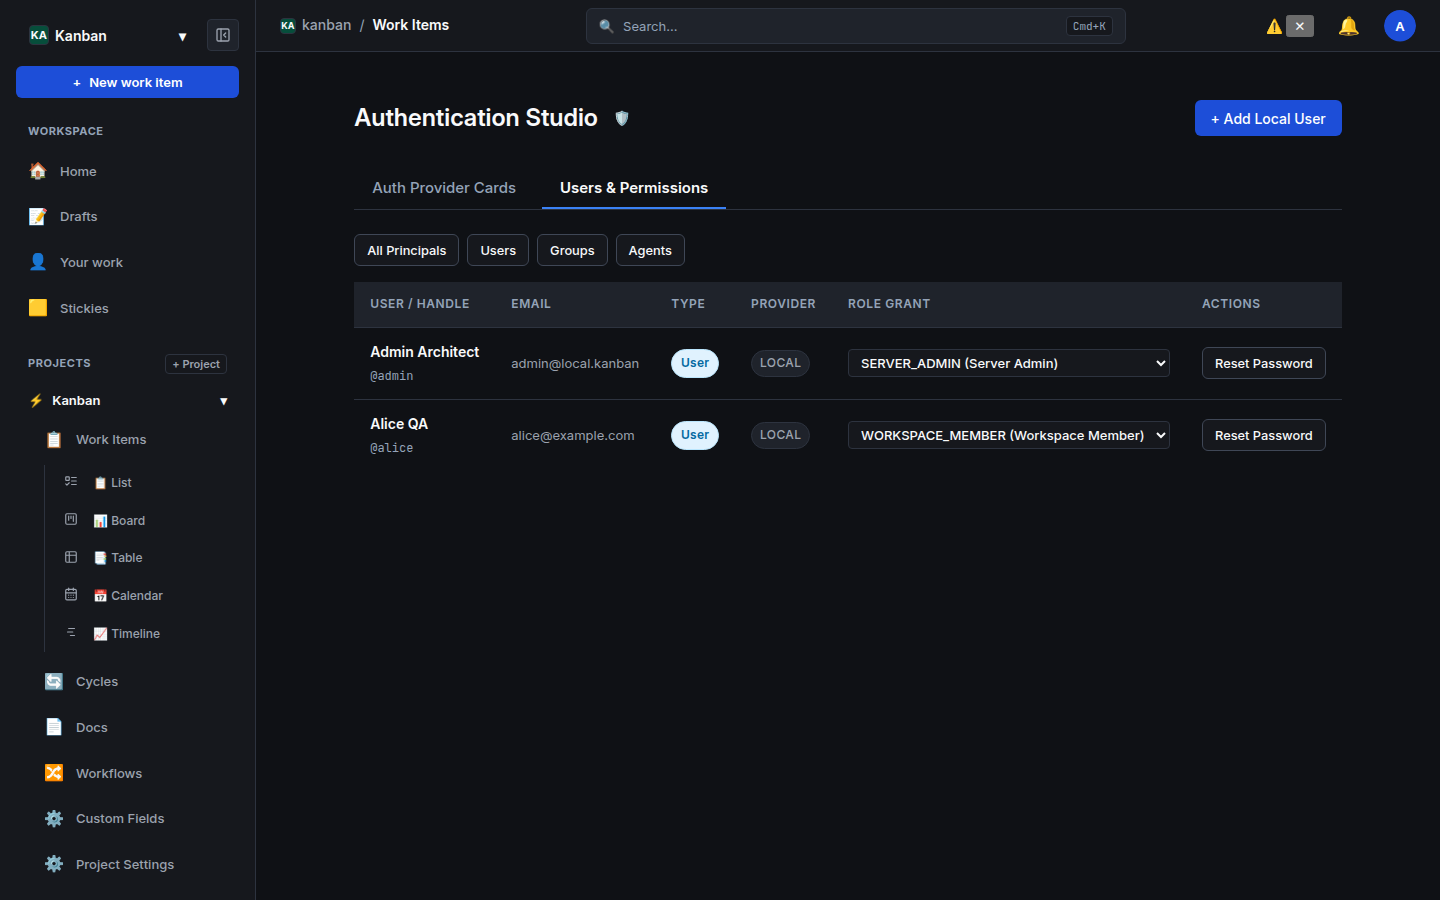 KA Kanban ▾
+ New work item
WORKSPACE
Home
Drafts
Your work
Stickies
PROJECTS
+ Project
Kanban ▾
Work Items
List
Board
Table
Calendar
Timeline
Cycles
Docs
Workflows
Custom Fields
Project Settings
KA kanban / Work Items
Search...
Cmd+K
✕
A
Authentication Studio
+ Add Local User
Auth Provider Cards
Users & Permissions
All Principals
Users
Groups
Agents
USER / HANDLE EMAIL TYPE PROVIDER ROLE GRANT ACTIONS
Admin Architect
@admin
admin@local.kanban
User
LOCAL
SERVER_ADMIN (Server Admin)
Reset Password
Alice QA
@alice
alice@example.com
User
LOCAL
WORKSPACE_MEMBER (Workspace Member)
Reset Password